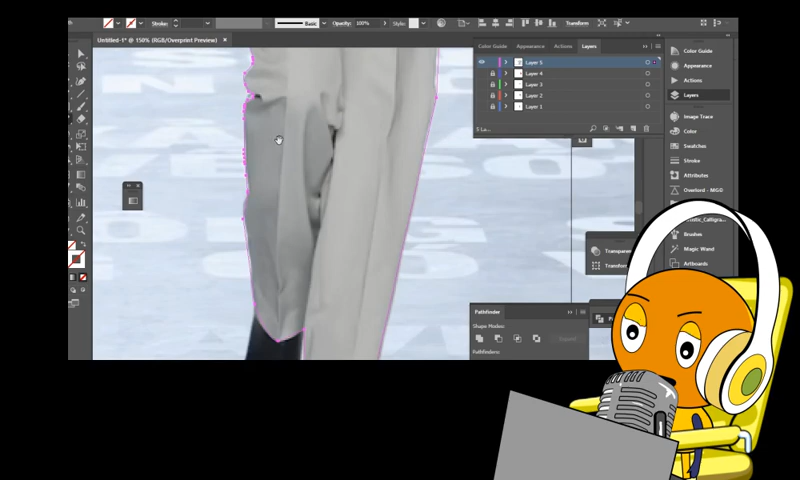 Stroke:
Basic
Opacity: 100%
Style:
Transform
Untitled-1* @ 150% (RGB/Overprint Preview)
Color Guide
Appearance
Actions
Layers
Layer 5
Layer 4
Layer 3
Layer 2
Layer 1
Color Guide
Appearance
Actions
Layers
Image Trace
Color
Swatches
Stroke
Attributes
Brushes
Magic Wand
Artboards
Transform
Pathfinder
Shape Modes:
Expand
Pathfinders: